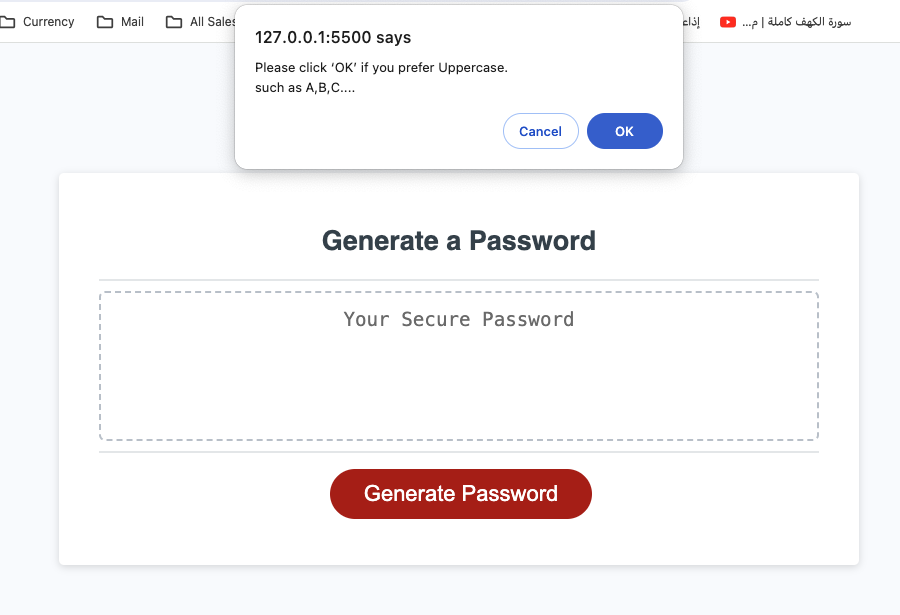 Currency
Mail
All Sales
إذاع
سورة الكهف كاملة | م...
127.0.0.1:5500 says
Please click ‘OK’ if you prefer Uppercase.
such as A,B,C....
Cancel
OK
Generate a Password
Your Secure Password
Generate Password